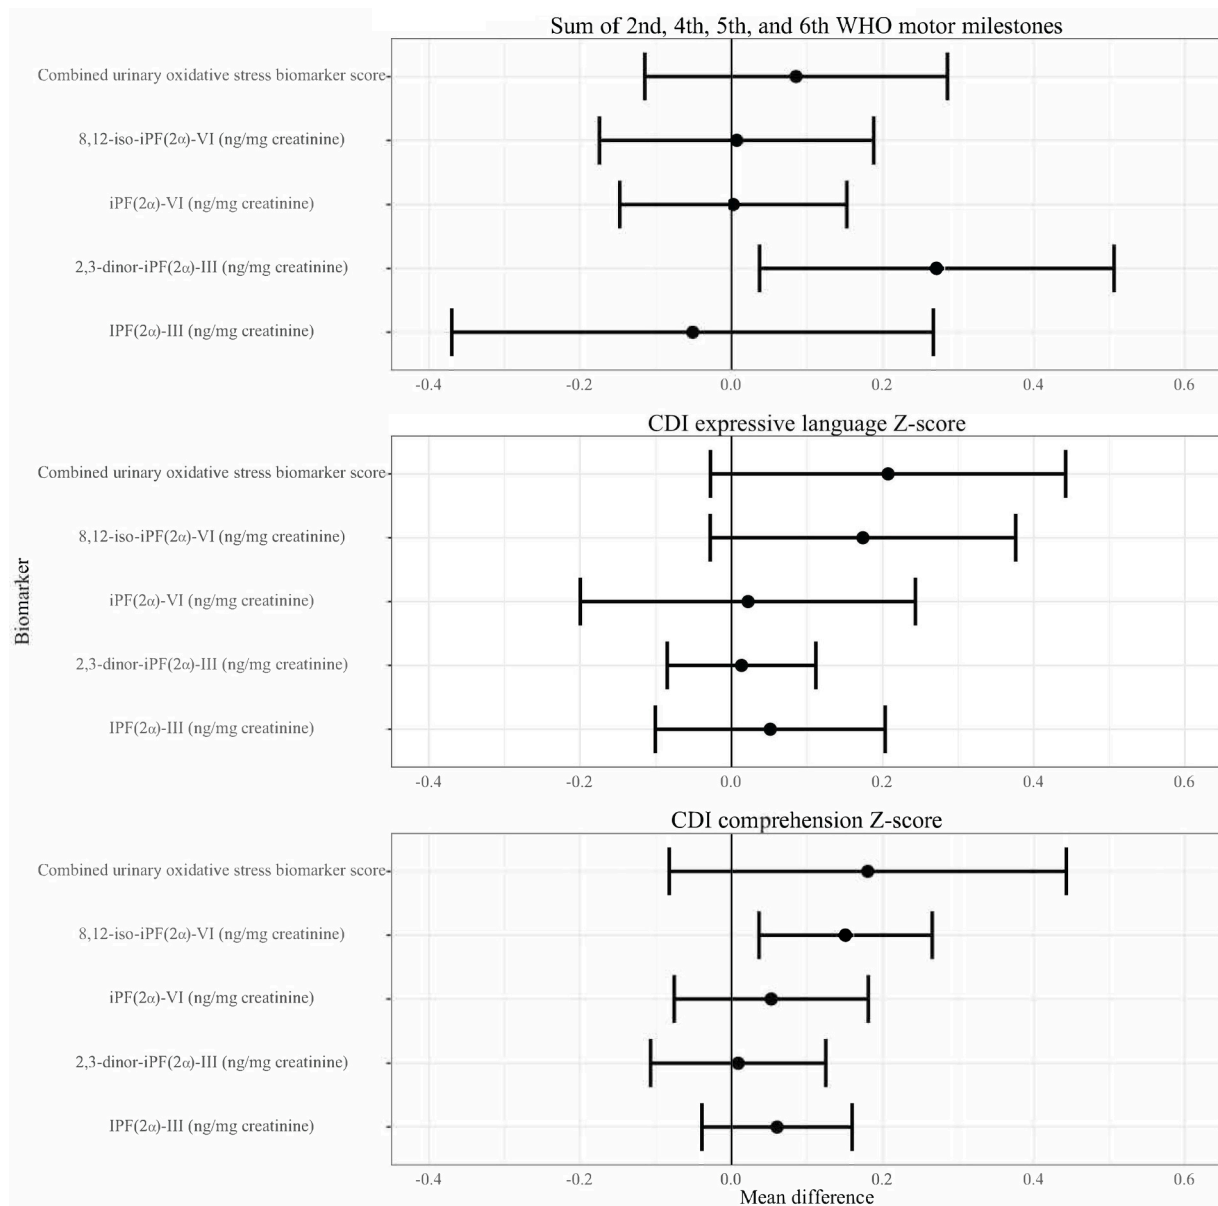 Sum of 2nd, 4th, 5th, and 6th WHO motor milestones
Combined urinary oxidative stress biomarker score
8,12-iso-iPF(2α)-VI (ng/mg creatinine)
iPF(2α)-VI (ng/mg creatinine)
2,3-dinor-iPF(2α)-III (ng/mg creatinine)
IPF(2α)-III (ng/mg creatinine)
-0.4 -0.2 0.0 0.2 0.4 0.6
CDI expressive language Z-score
Combined urinary oxidative stress biomarker score
8,12-iso-iPF(2α)-VI (ng/mg creatinine)
iPF(2α)-VI (ng/mg creatinine)
2,3-dinor-iPF(2α)-III (ng/mg creatinine)
IPF(2α)-III (ng/mg creatinine)
Biomarker
-0.4 -0.2 0.0 0.2 0.4 0.6
CDI comprehension Z-score
Combined urinary oxidative stress biomarker score
8,12-iso-iPF(2α)-VI (ng/mg creatinine)
iPF(2α)-VI (ng/mg creatinine)
2,3-dinor-iPF(2α)-III (ng/mg creatinine)
IPF(2α)-III (ng/mg creatinine)
-0.4 -0.2 0.0 0.2 0.4 0.6
Mean difference